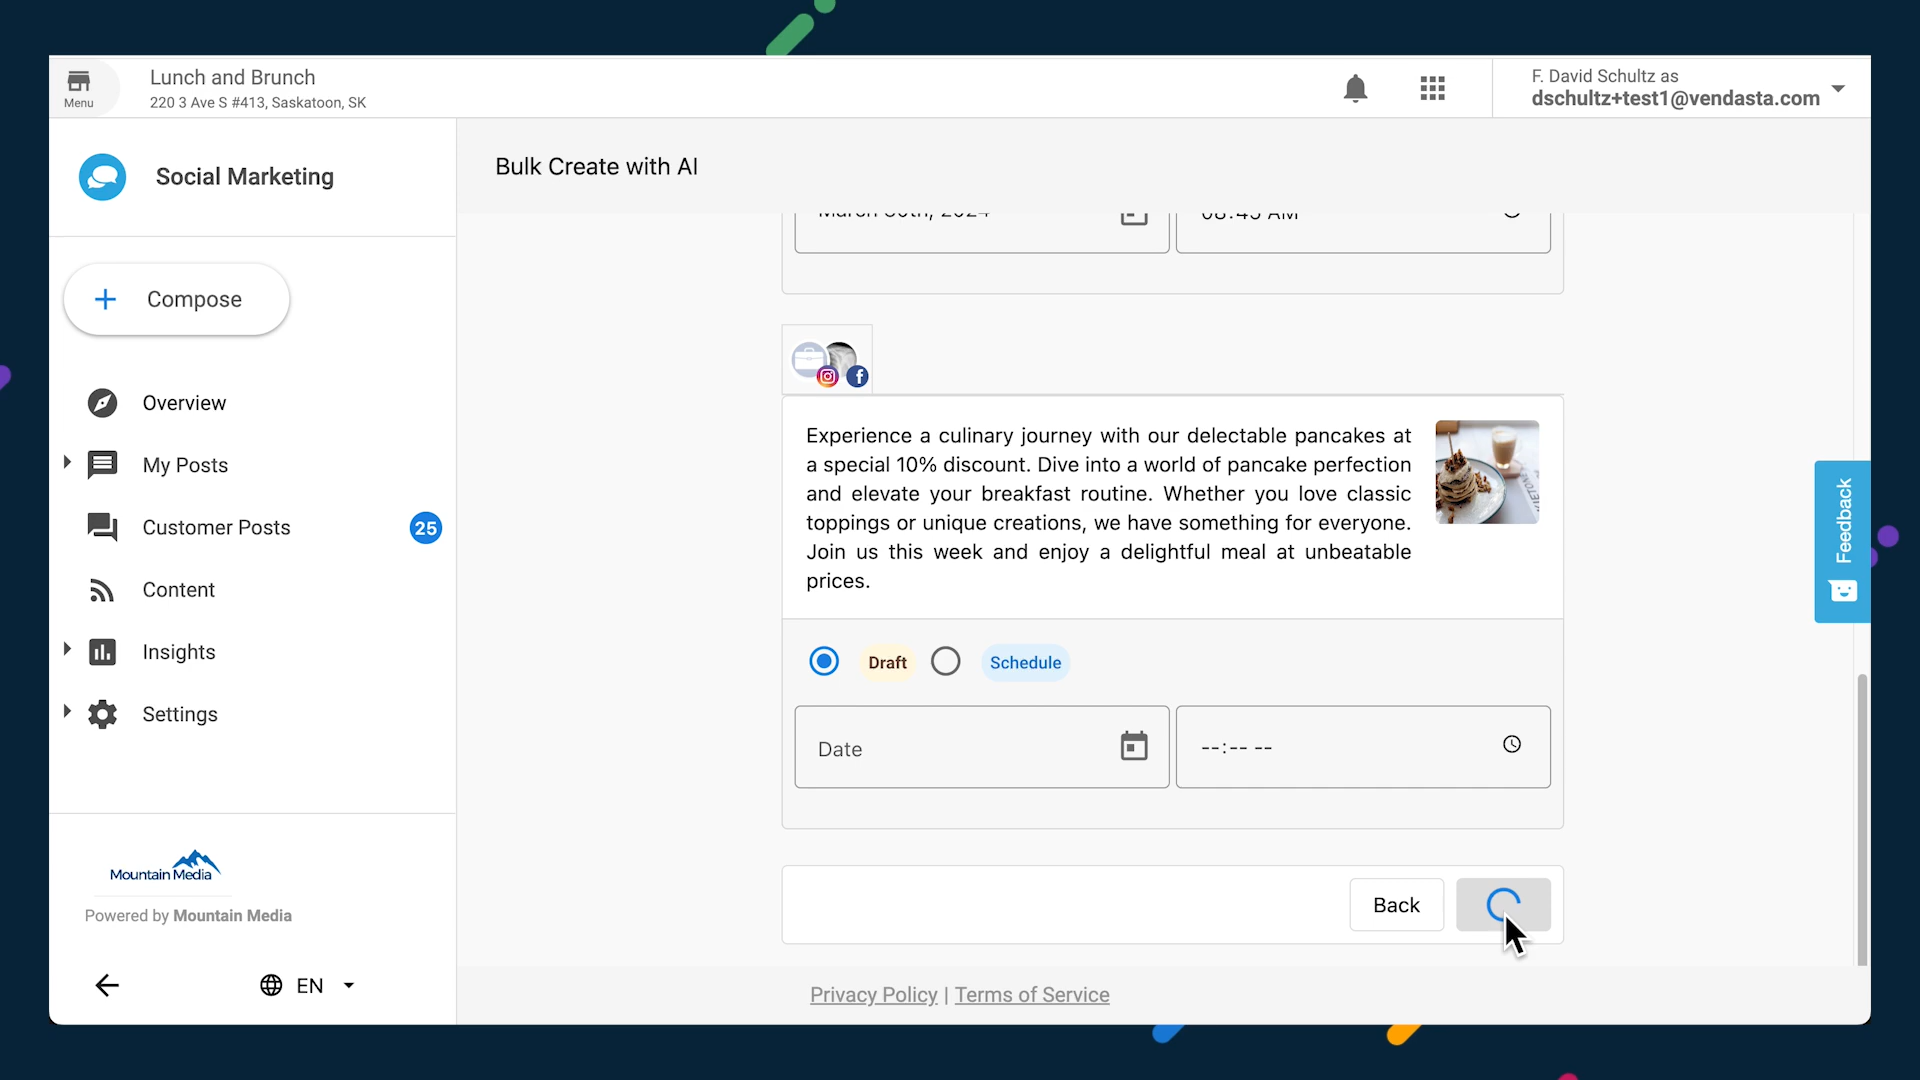 Menu
Lunch and Brunch
220 3 Ave S #413, Saskatoon, SK
F. David Schultz as
dschultz+test1@vendasta.com
Social Marketing
Compose
Overview
My Posts
Customer Posts
25
Content
Insights
Settings
Mountain Media
Powered by Mountain Media
EN
Bulk Create with AI
March 30th, 2024
08:45 AM
Experience a culinary journey with our delectable pancakes at
a special 10% discount. Dive into a world of pancake perfection
and elevate your breakfast routine. Whether you love classic
toppings or unique creations, we have something for everyone.
Join us this week and enjoy a delightful meal at unbeatable
prices.
Draft
Schedule
Date
--:-- --
Back
Privacy Policy | Terms of Service
Feedback